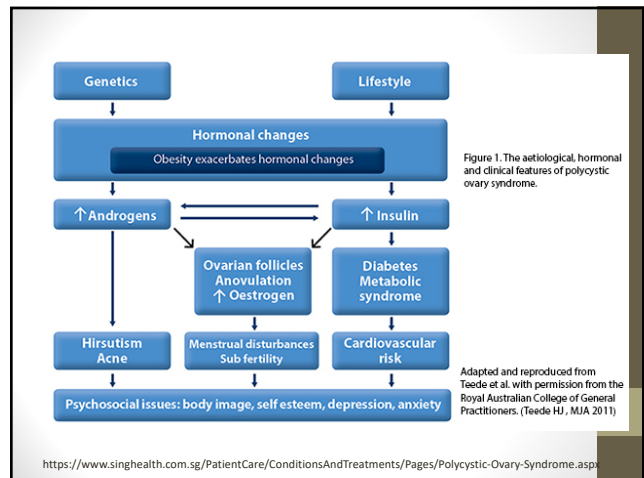 Genetics
Lifestyle
Hormonal changes
Obesity exacerbates hormonal changes
Figure 1. The aetiological, hormonal
and clinical features of polycystic
ovary syndrome.
↑ Androgens
↑ Insulin
Ovarian follicles
Anovulation
↑ Oestrogen
Diabetes
Metabolic
syndrome
Hirsutism
Acne
Menstrual disturbances
Sub fertility
Cardiovascular
risk
Psychosocial issues: body image, self esteem, depression, anxiety
Adapted and reproduced from
Teede et al. with permission from the
Royal Australian College of General
Practitioners. (Teede HJ , MJA 2011)
https://www.singhealth.com.sg/PatientCare/ConditionsAndTreatments/Pages/Polycystic-Ovary-Syndrome.aspx